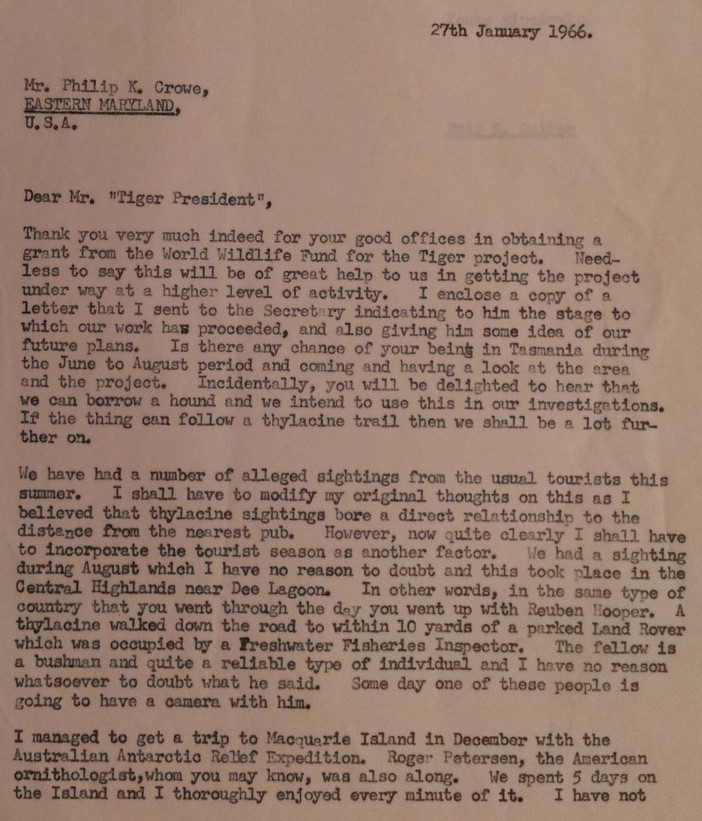 27th January 1966.
Mr. Philip K. Crowe,
EASTERN MARYLAND,
U.S.A.
Dear Mr. "Tiger President",
Thank you very much indeed for your good offices in obtaining a
grant from the World Wildlife Fund for the Tiger project. Need-
less to say this will be of great help to us in getting the project
under way at a higher level of activity. I enclose a copy of a
letter that I sent to the Secretary indicating to him the stage to
which our work has proceeded, and also giving him some idea of our
future plans. Is there any chance of your being in Tasmania during
the June to August period and coming and having a look at the area
and the project. Incidentally, you will be delighted to hear that
we can borrow a hound and we intend to use this in our investigations.
If the thing can follow a thylacine trail then we shall be a lot fur-
ther on.
We have had a number of alleged sightings from the usual tourists this
summer. I shall have to modify my original thoughts on this as I
believed that thylacine sightings bore a direct relationship to the
distance from the nearest pub. However, now quite clearly I shall have
to incorporate the tourist season as another factor. We had a sighting
during August which I have no reason to doubt and this took place in the
Central Highlands near Dee Lagoon. In other words, in the same type of
country that you went through the day you went up with Reuben Hooper. A
thylacine walked down the road to within 10 yards of a parked Land Rover
which was occupied by a Freshwater Fisheries Inspector. The fellow is
a bushman and quite a reliable type of individual and I have no reason
whatsoever to doubt what he said. Some day one of these people is
going to have a camera with him.
I managed to get a trip to Macquarie Island in December with the
Australian Antarctic Relief Expedition. Roger Petersen, the American
ornithologist,whom you may know, was also along. We spent 5 days on
the Island and I thoroughly enjoyed every minute of it. I have not